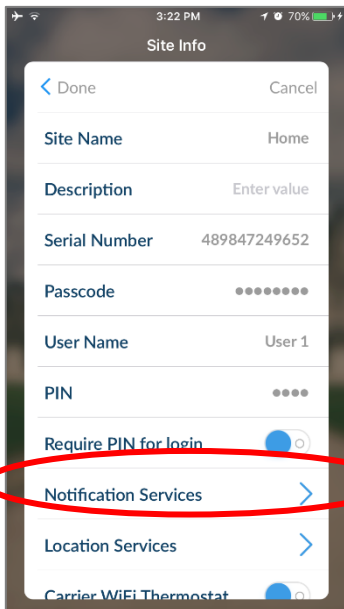 3:22 PM 70%
Site Info
Done Cancel
Site Name Home
Description Enter value
Serial Number 489847249652
Passcode
User Name User 1
PIN
Require PIN for login
Notification Services
Location Services
Carrier WiFi Thermostat